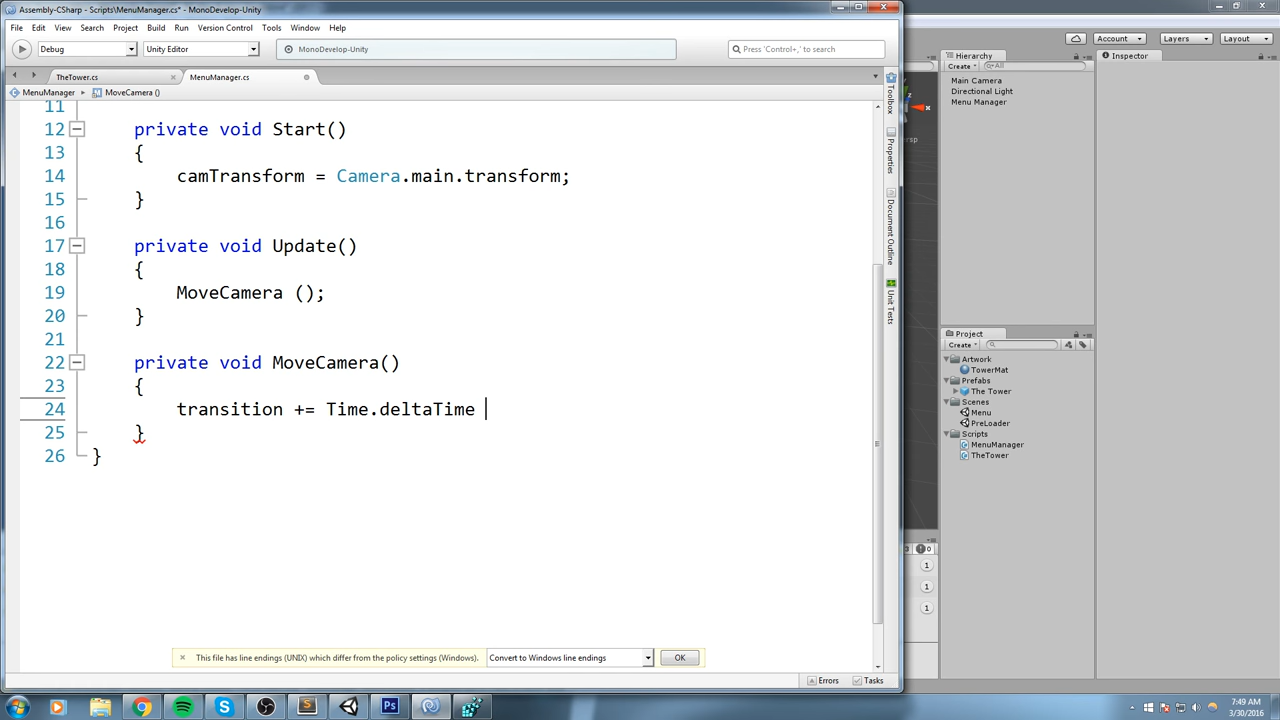 Assembly-CSharp - Scripts\MenuManager.cs* - MonoDevelop-Unity
File Edit View Search Project Build Run Version Control Tools Window Help
Debug Unity Editor MonoDevelop-Unity Press 'Control+,' to search
TheTower.cs MenuManager.cs
MenuManager MoveCamera ()
11
12 private void Start()
13 {
14 camTransform = Camera.main.transform;
15 }
16
17 private void Update()
18 {
19 MoveCamera ();
20 }
21
22 private void MoveCamera()
23 {
24 transition += Time.deltaTime
25 }
26 }
This file has line endings (UNIX) which differ from the policy settings (Windows). Convert to Windows line endings OK
Errors Tasks
Toolbox
Properties
Document Outline
Unit Tests
Account Layers Layout
Hierarchy
Create All
Main Camera
Directional Light
Menu Manager
Inspector
Project
Create
Artwork
TowerMat
Prefabs
The Tower
Scenes
Menu
PreLoader
Scripts
MenuManager
TheTower
0
1
1
1
7:49 AM
3/30/2016